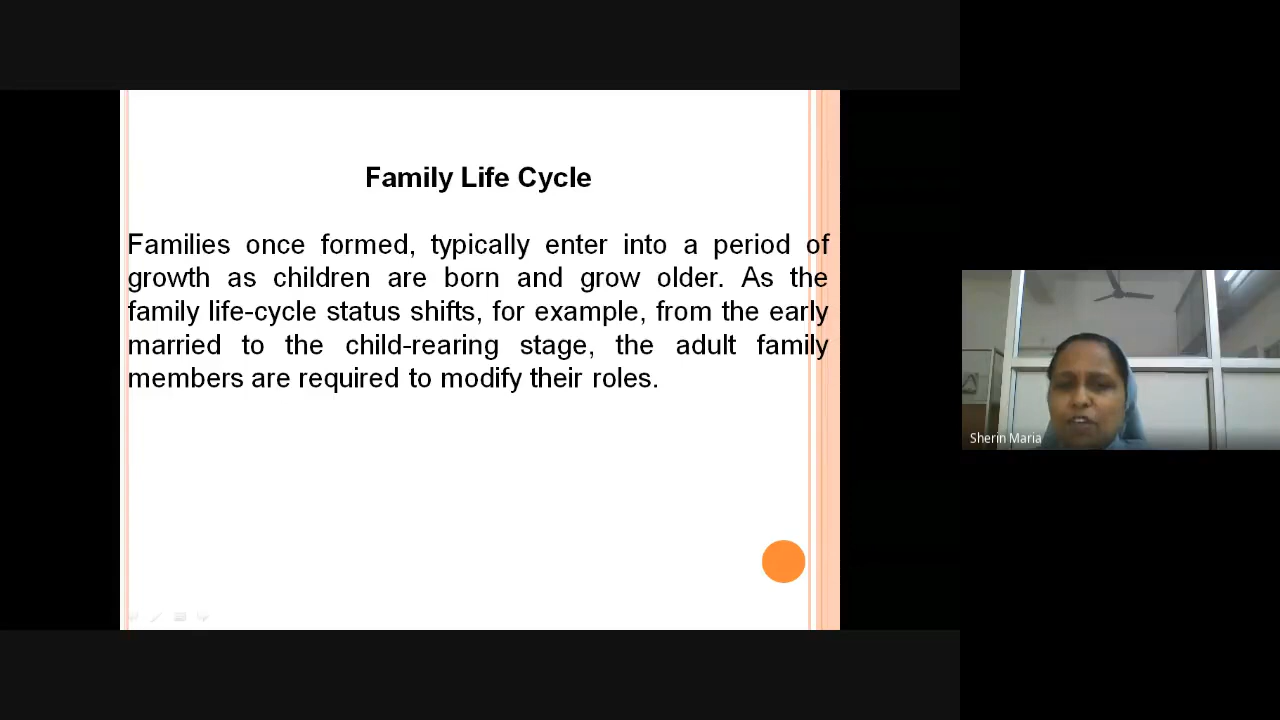 Family Life Cycle
Families once formed, typically enter into a period of
growth as children are born and grow older. As the
family life-cycle status shifts, for example, from the early
married to the child-rearing stage, the adult family
members are required to modify their roles.
Sherin Maria